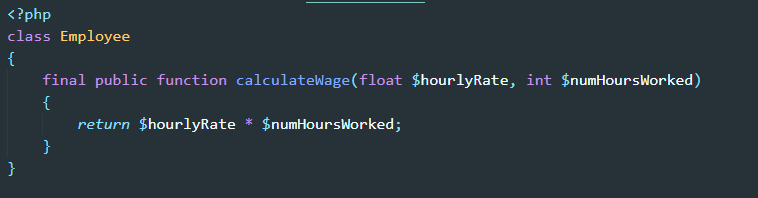 <?php
class Employee
{
    final public function calculateWage(float $hourlyRate, int $numHoursWorked)
    {
        return $hourlyRate * $numHoursWorked;
    }
}